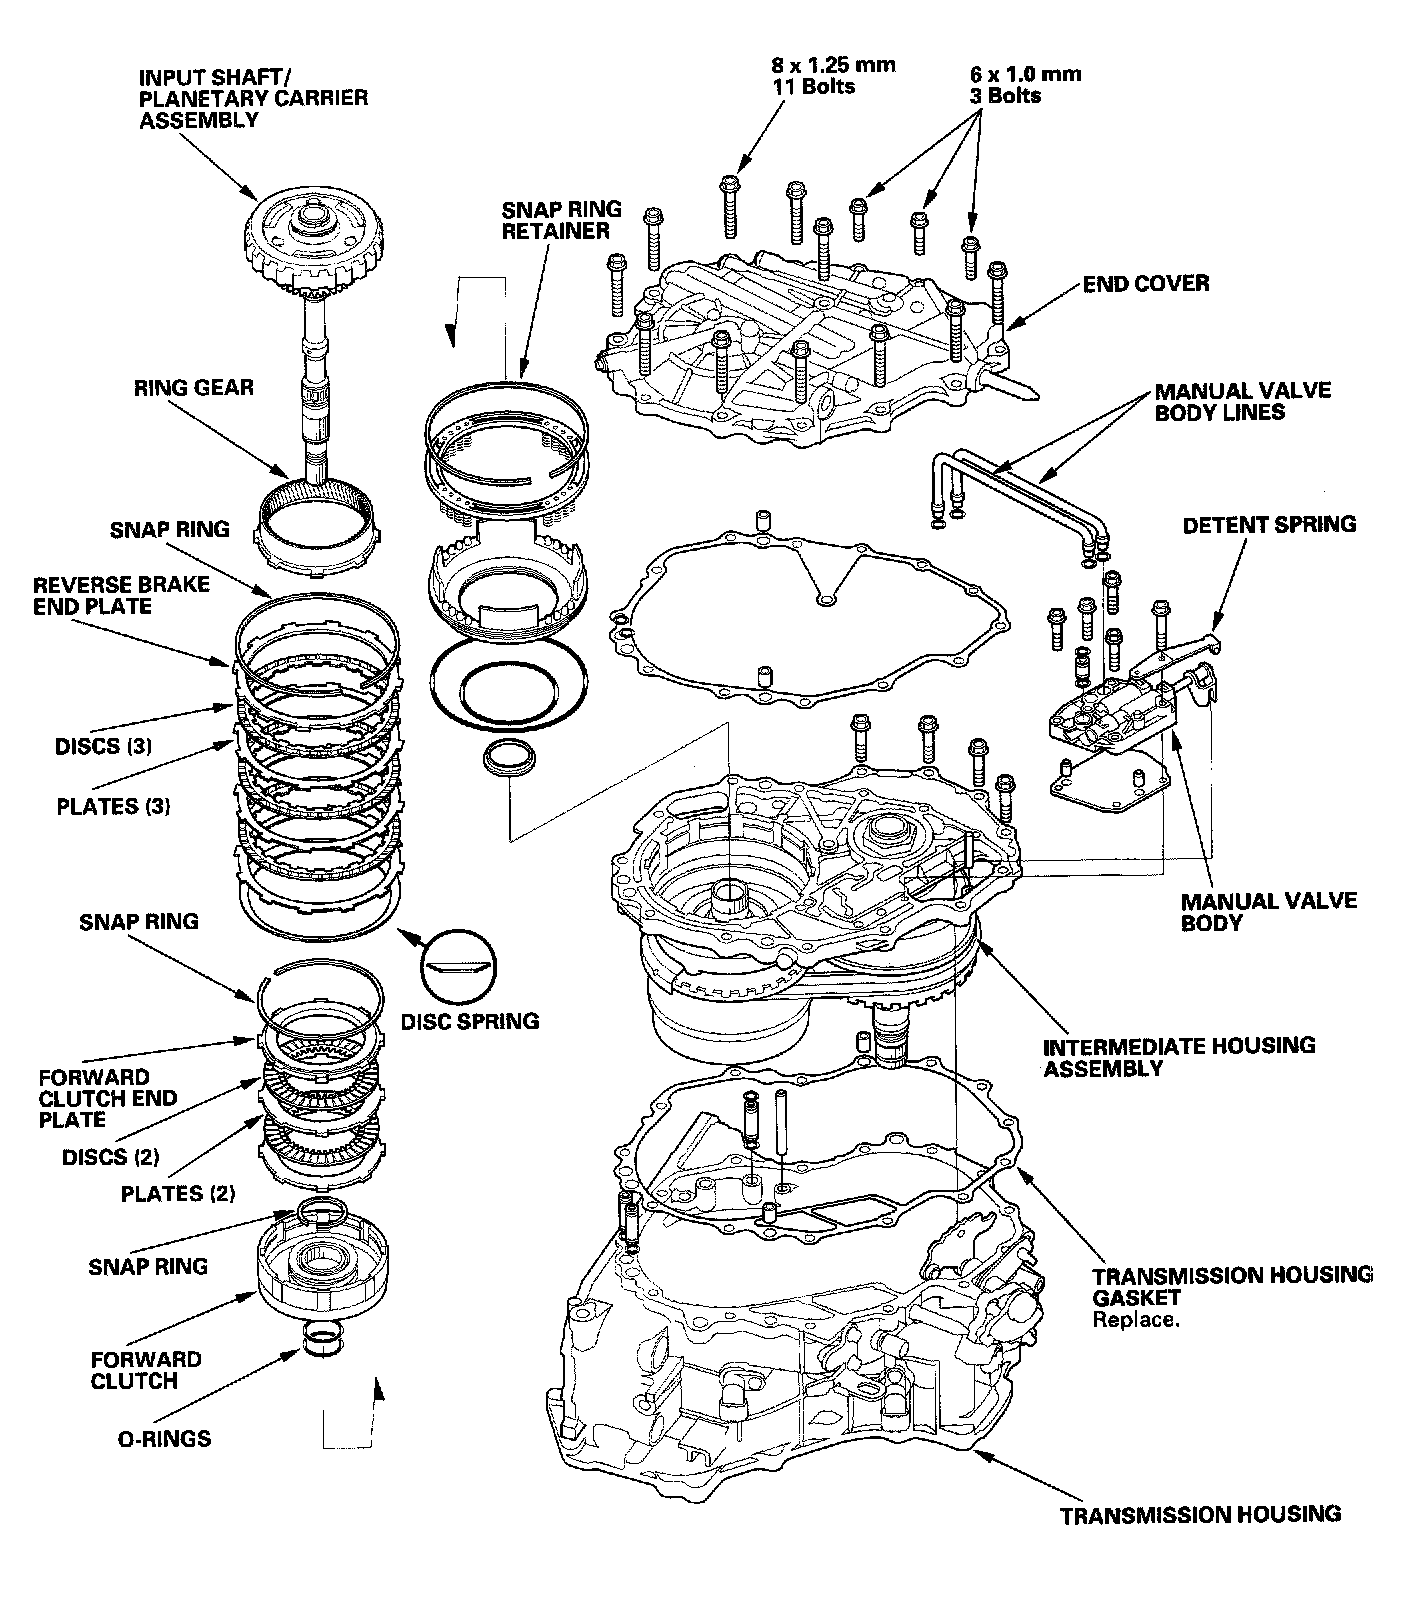 INPUT SHAFT/
PLANETARY CARRIER
ASSEMBLY
8 x 1.25 mm
11 Bolts
6 x 1.0 mm
3 Bolts
SNAP RING
RETAINER
END COVER
RING GEAR
MANUAL VALVE
BODY LINES
SNAP RING
DETENT SPRING
REVERSE BRAKE
END PLATE
DISCS (3)
PLATES (3)
MANUAL VALVE
BODY
SNAP RING
DISC SPRING
INTERMEDIATE HOUSING
ASSEMBLY
FORWARD
CLUTCH END
PLATE
DISCS (2)
PLATES (2)
SNAP RING
TRANSMISSION HOUSING
GASKET
Replace.
FORWARD
CLUTCH
O-RINGS
TRANSMISSION HOUSING